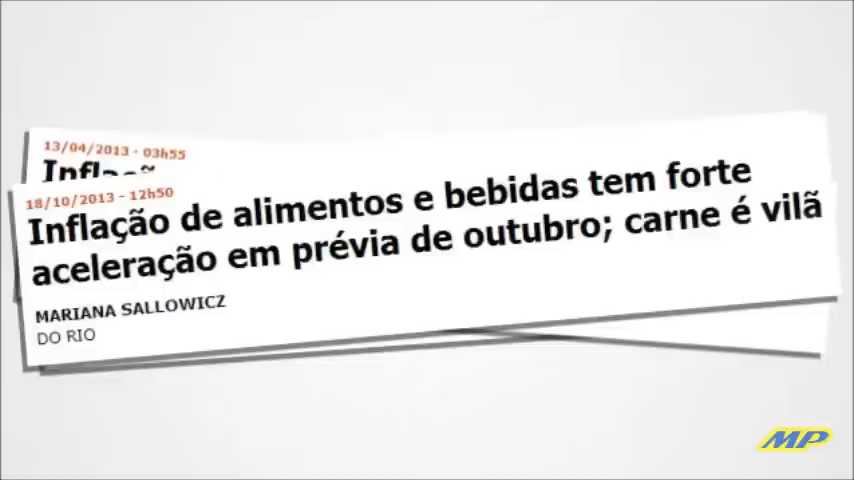 13/04/2013 - 03h55
18/10/2013 - 12h50
Inflação de alimentos e bebidas tem forte
aceleração em prévia de outubro; carne é vilã
MARIANA SALLOWICZ
DO RIO
MP